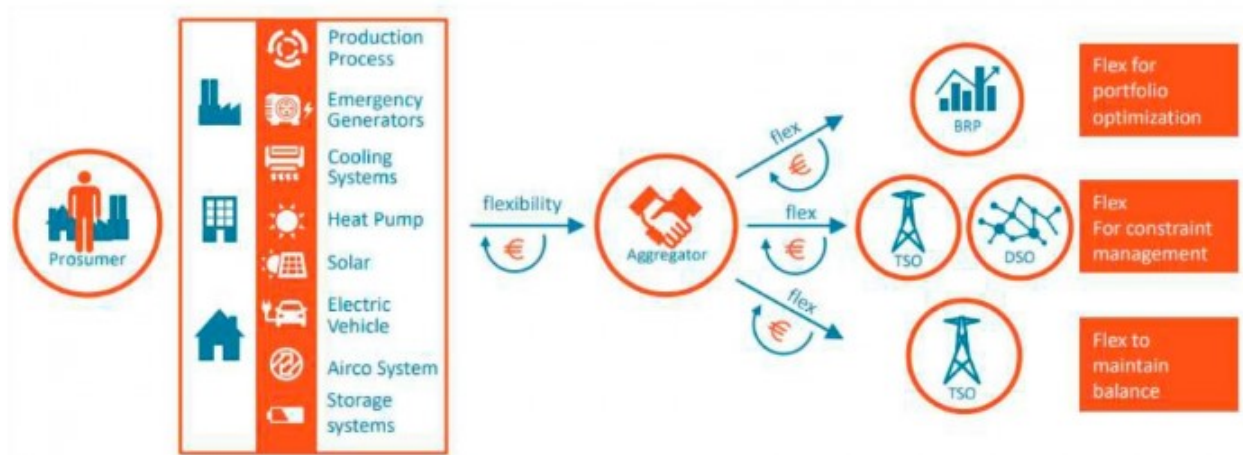 Prosumer
Production
Process
Emergency
Generators
Cooling
Systems
Heat Pump
Solar
Electric
Vehicle
Airco System
Storage
systems
flexibility
€
Aggregator
flex
€
flex
€
flex
€
BRP
TSO
DSO
TSO
Flex for
portfolio
optimization
Flex
For constraint
management
Flex to
maintain
balance